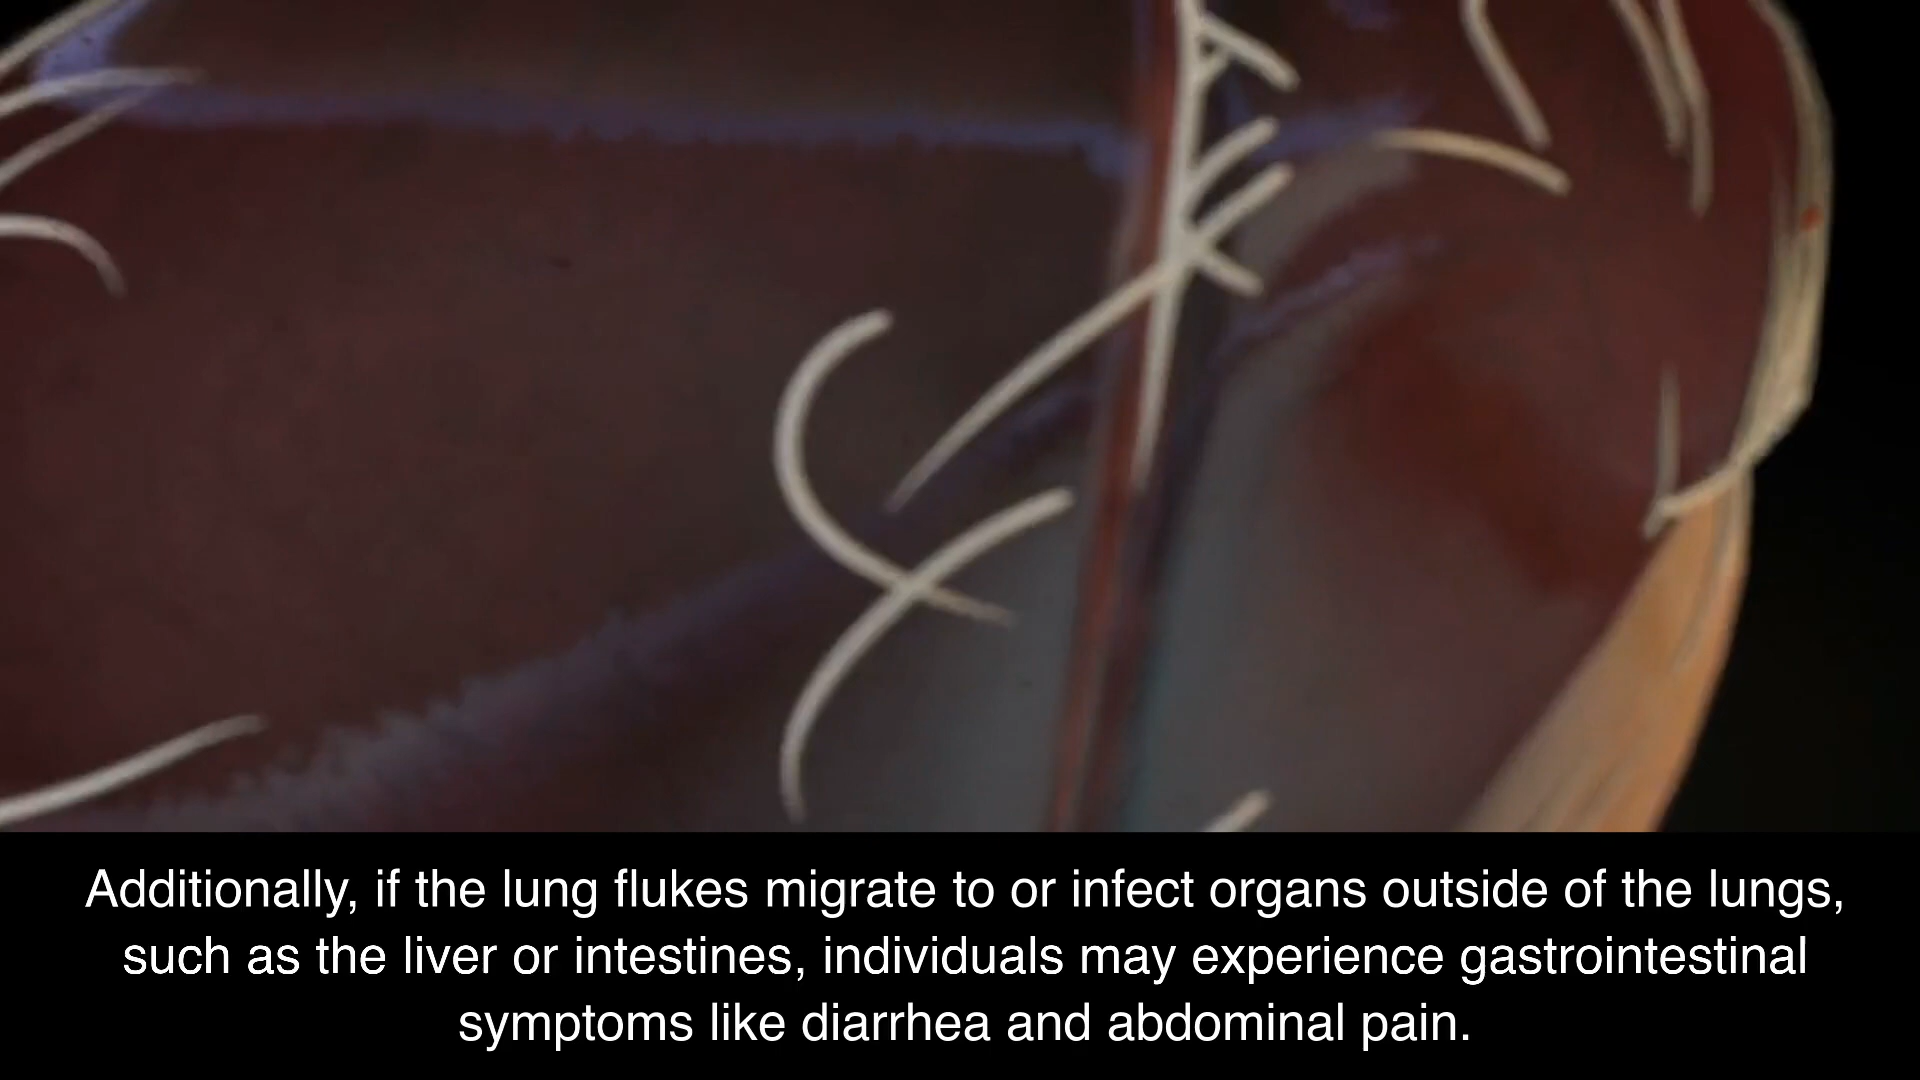 Additionally, if the lung flukes migrate to or infect organs outside of the lungs,
such as the liver or intestines, individuals may experience gastrointestinal
symptoms like diarrhea and abdominal pain.